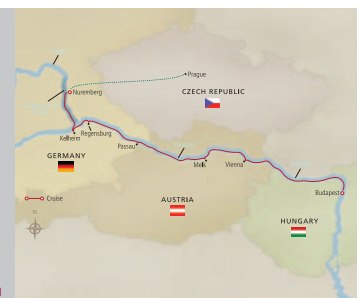 Prague
Nuremberg
CZECH REPUBLIC
Kelheim
Regensburg
Passau
GERMANY
Melk
Vienna
Budapest
Cruise
AUSTRIA
HUNGARY
N